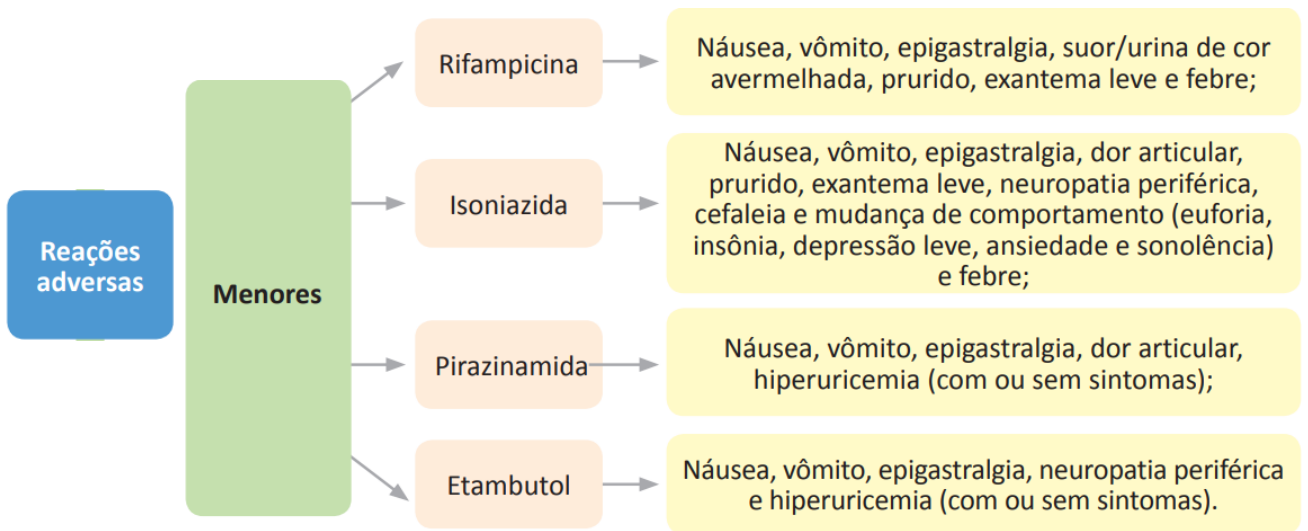 Reações
adversas
Menores
Rifampicina
Náusea, vômito, epigastralgia, suor/urina de cor
avermelhada, prurido, exantema leve e febre;
Isoniazida
Náusea, vômito, epigastralgia, dor articular,
prurido, exantema leve, neuropatia periférica,
cefaleia e mudança de comportamento (euforia,
insônia, depressão leve, ansiedade e sonolência)
e febre;
Pirazinamida
Náusea, vômito, epigastralgia, dor articular,
hiperuricemia (com ou sem sintomas);
Etambutol
Náusea, vômito, epigastralgia, neuropatia periférica
e hiperuricemia (com ou sem sintomas).